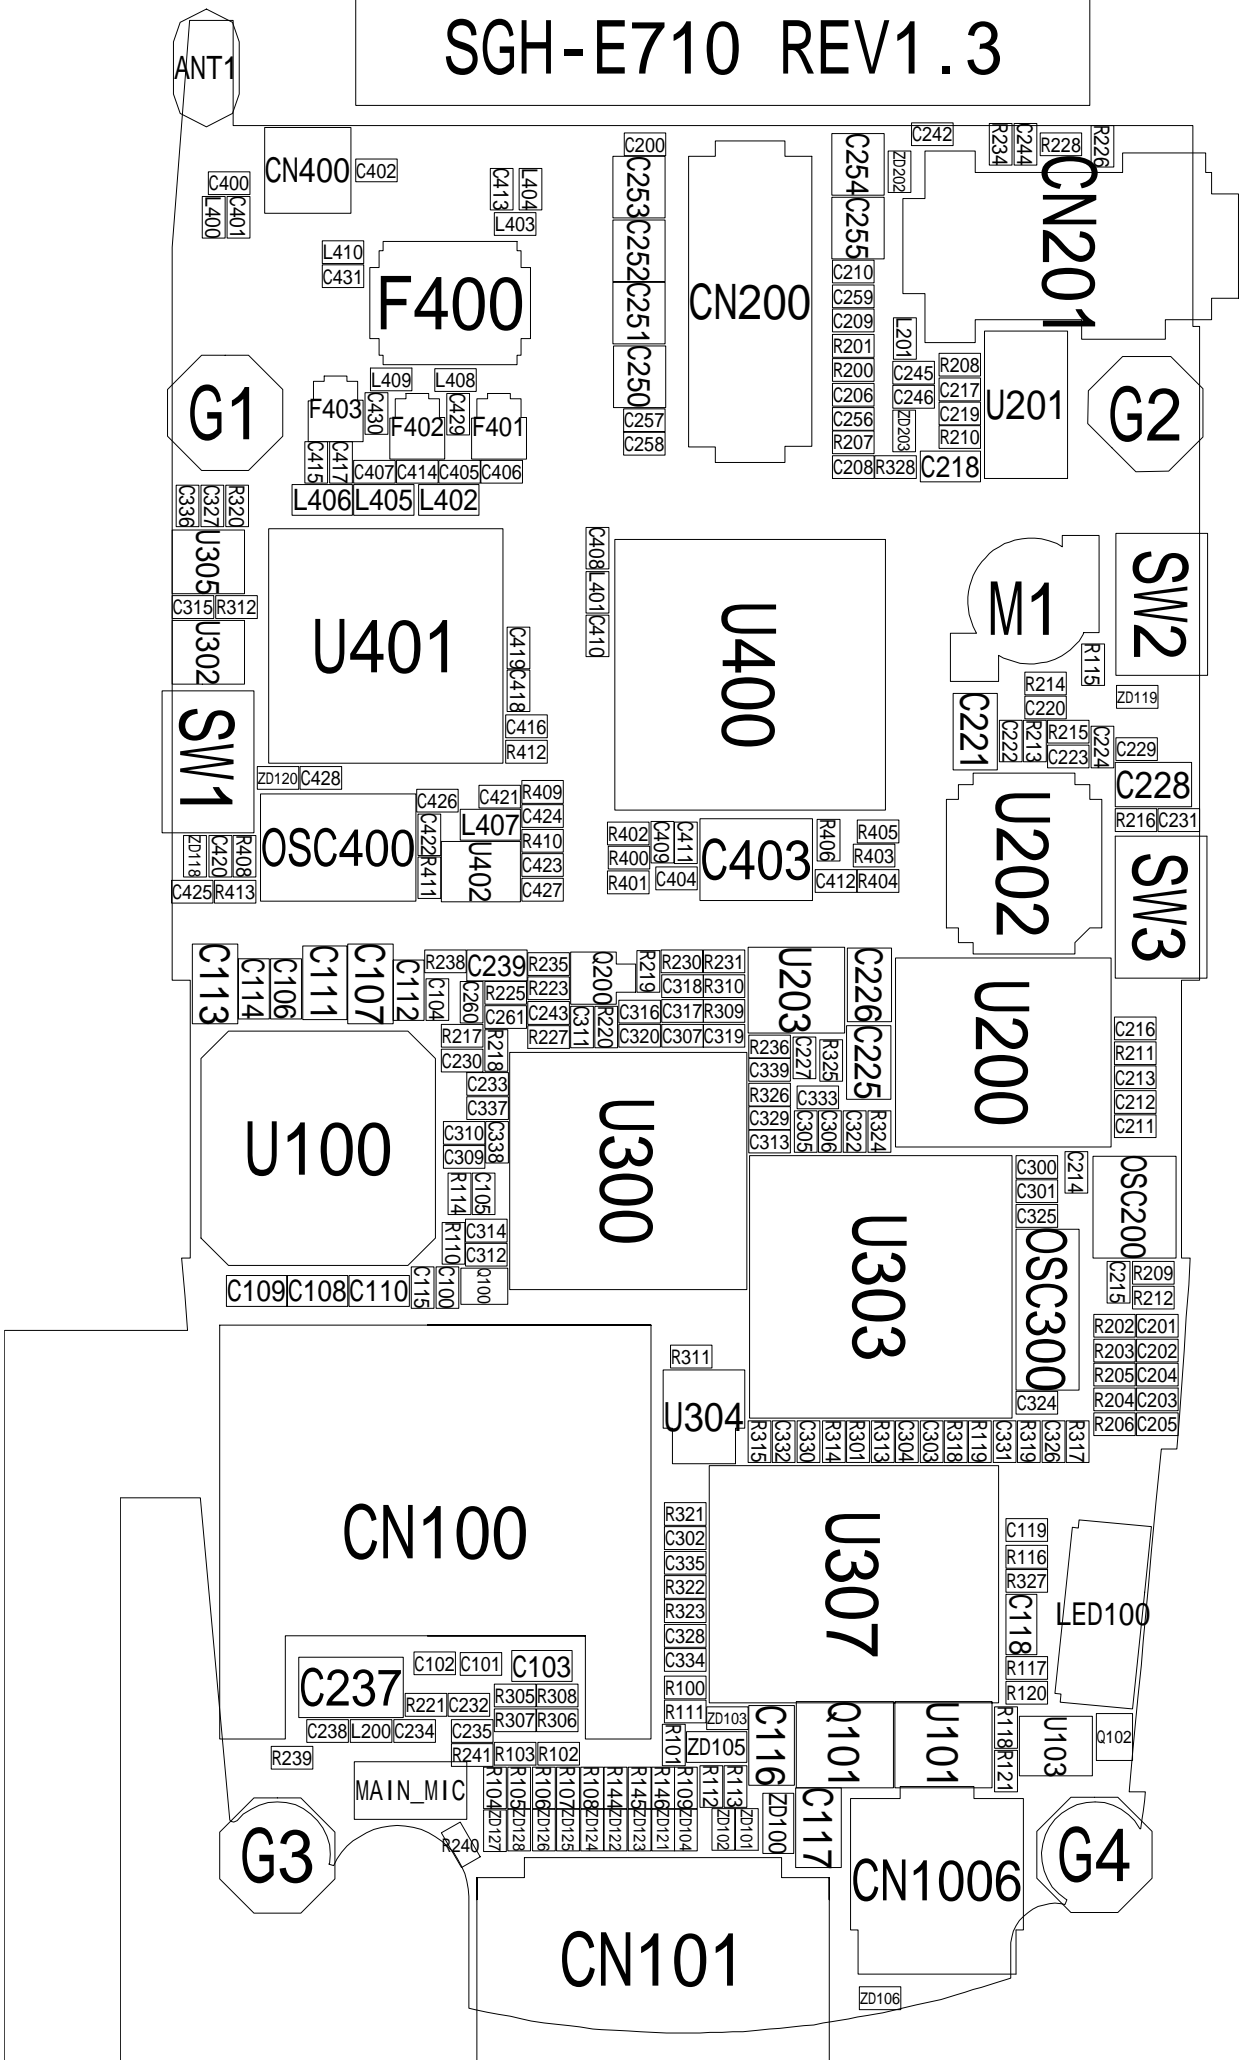 SGH-E710 REV1.3
ANT1
CN400
C402
C400
L400
C401
C413
L404
L403
L410
C431
F400
C200
C253
C252
C251
C250
C257
C258
CN200
C254
ZD202
C255
C242
R234
C244
R228
R226
CN201
C210
C259
C209
R201
R200
C206
C256
R207
C208
R328
C218
L201
C245
C246
ZD203
R208
C217
C219
R210
U201
G1
G2
L409
L408
F403
C430
F402
C429
F401
C415
C417
C407
C414
C405
C406
L406
L405
L402
C336
C327
R320
U305
C315
R312
U302
SW1
U401
C419
C418
C416
R412
C408
L401
C410
U400
M1
SW2
R115
R214
C220
ZD119
C221
C222
R213
R215
C223
C224
C229
C228
R216
C231
U202
SW3
ZD120
C428
OSC400
C426
C422
R411
C421
L407
U402
R409
C424
R410
C423
C427
ZD118
C420
R408
C425
R413
R402
R400
R401
C409
C411
C404
C403
R406
C412
R405
R403
R404
C113
C114
C106
C111
C107
C112
R238
C104
C239
C260
R225
C261
R235
R223
C243
R227
Q200
C311
R220
R219
R230
R231
C318
R310
C316
C317
R309
C320
C307
C319
U203
C226
C225
U200
R217
C230
R218
C233
C337
C310
C309
C338
R114
C105
R110
C314
C312
Q100
U100
U300
R236
C339
R326
C329
C313
C227
R325
C333
C305
C306
C322
R324
C216
R211
C213
C212
C211
C300
C301
C325
C214
OSC200
U303
OSC300
C324
C215
R209
R212
R202
C201
R203
C202
R205
C204
R204
C203
R206
C205
C109
C108
C110
C115
C100
R311
U304
R315
C332
C330
R314
R301
R313
C304
C303
R318
R119
C331
R319
C326
R317
CN100
R321
C302
C335
R322
R323
C328
C334
R100
R111
U307
C119
R116
R327
C118
R117
R120
LED100
C237
C102
C101
C103
R221
C232
R305
R308
R307
R306
C238
L200
C234
C235
R239
R241
R103
R102
R101
ZD103
ZD105
C116
Q101
U101
R118
R121
U103
Q102
MAIN_MIC
R104
R105
R106
R107
R108
R144
R145
R146
R109
R112
R113
ZD127
ZD128
ZD126
ZD125
ZD124
ZD122
ZD123
ZD121
ZD104
ZD102
ZD101
ZD100
C117
R240
G3
G4
CN1006
CN101
ZD106